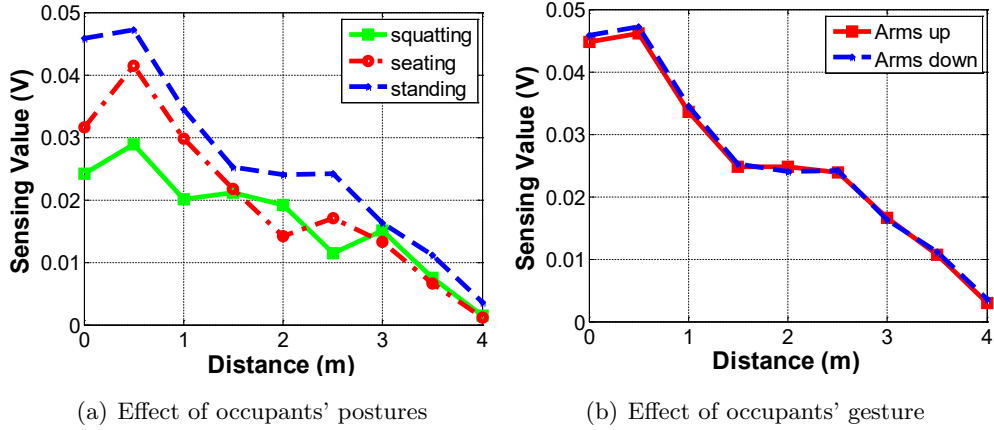 0.05
0.04
0.03
0.02
0.01
0
Sensing Value (V)
squatting
seating
standing
0 1 2 3 4
Distance (m)
(a) Effect of occupants' postures
0.05
0.04
0.03
0.02
0.01
0
Sensing Value (V)
Arms up
Arms down
0 1 2 3 4
Distance (m)
(b) Effect of occupants' gesture